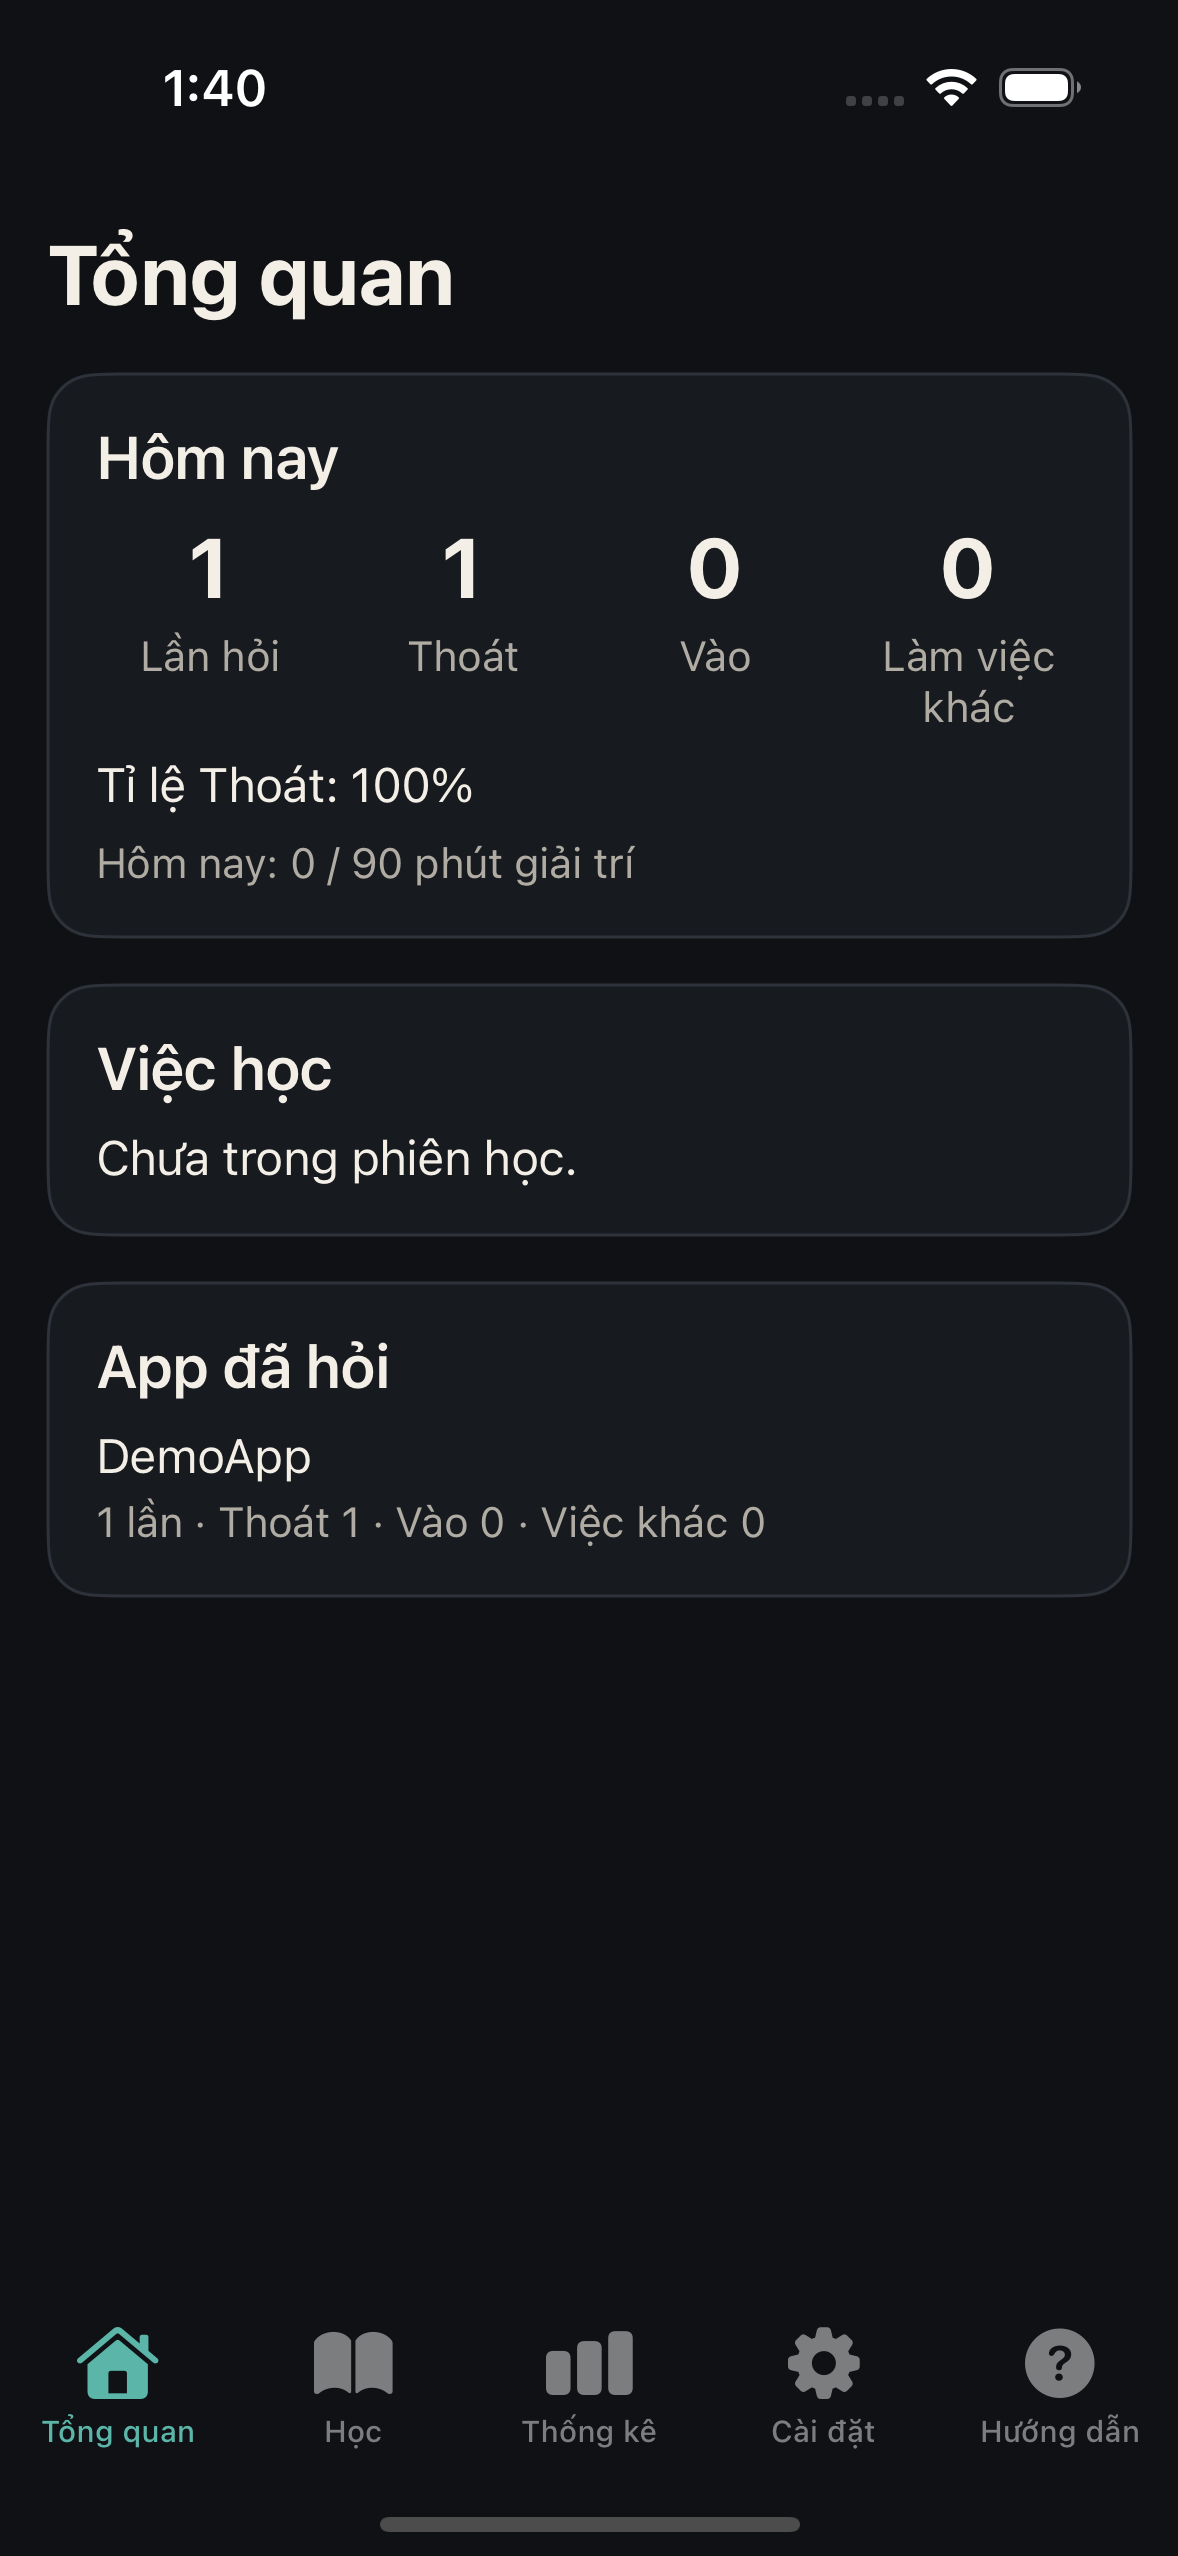 1:40
Tổng quan
Hôm nay
1 1 0 0
Lần hỏi Thoát Vào Làm việc khác
Tỉ lệ Thoát: 100%
Hôm nay: 0 / 90 phút giải trí
Việc học
Chưa trong phiên học.
App đã hỏi
DemoApp
1 lần · Thoát 1 · Vào 0 · Việc khác 0
Tổng quan Học Thống kê Cài đặt Hướng dẫn